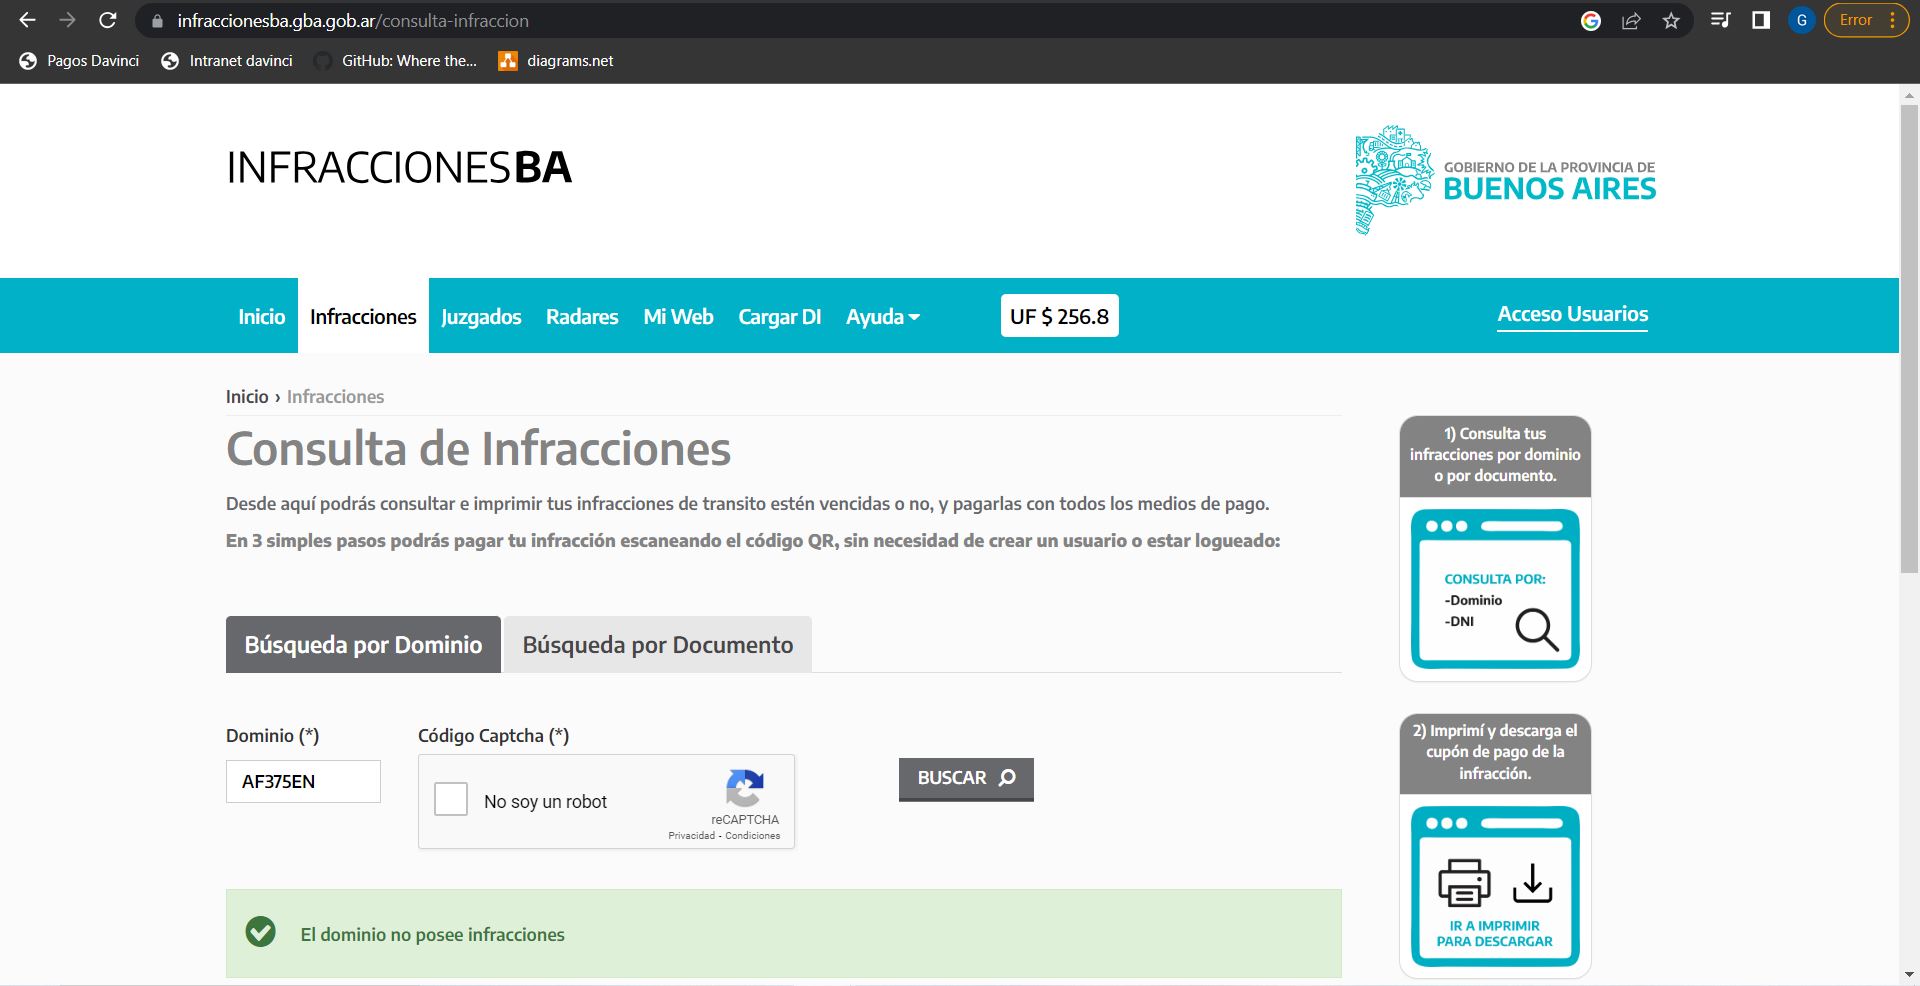 infraccionesba.gba.gob.ar/consulta-infraccion
G
Error
Pagos Davinci
Intranet davinci
GitHub: Where the...
diagrams.net
INFRACCIONESBA
GOBIERNO DE LA PROVINCIA DE
BUENOS AIRES
Inicio
Infracciones
Juzgados
Radares
Mi Web
Cargar DI
Ayuda
UF $ 256.8
Acceso Usuarios
Inicio › Infracciones
Consulta de Infracciones
Desde aquí podrás consultar e imprimir tus infracciones de transito estén vencidas o no, y pagarlas con todos los medios de pago.
En 3 simples pasos podrás pagar tu infracción escaneando el código QR, sin necesidad de crear un usuario o estar logueado:
Búsqueda por Dominio
Búsqueda por Documento
Dominio (*)
AF375EN
Código Captcha (*)
No soy un robot
reCAPTCHA
Privacidad - Condiciones
BUSCAR
El dominio no posee infracciones
1) Consulta tus
infracciones por dominio
o por documento.
CONSULTA POR:
-Dominio
-DNI
2) Imprimí y descarga el
cupón de pago de la
infracción.
IR A IMPRIMIR
PARA DESCARGAR